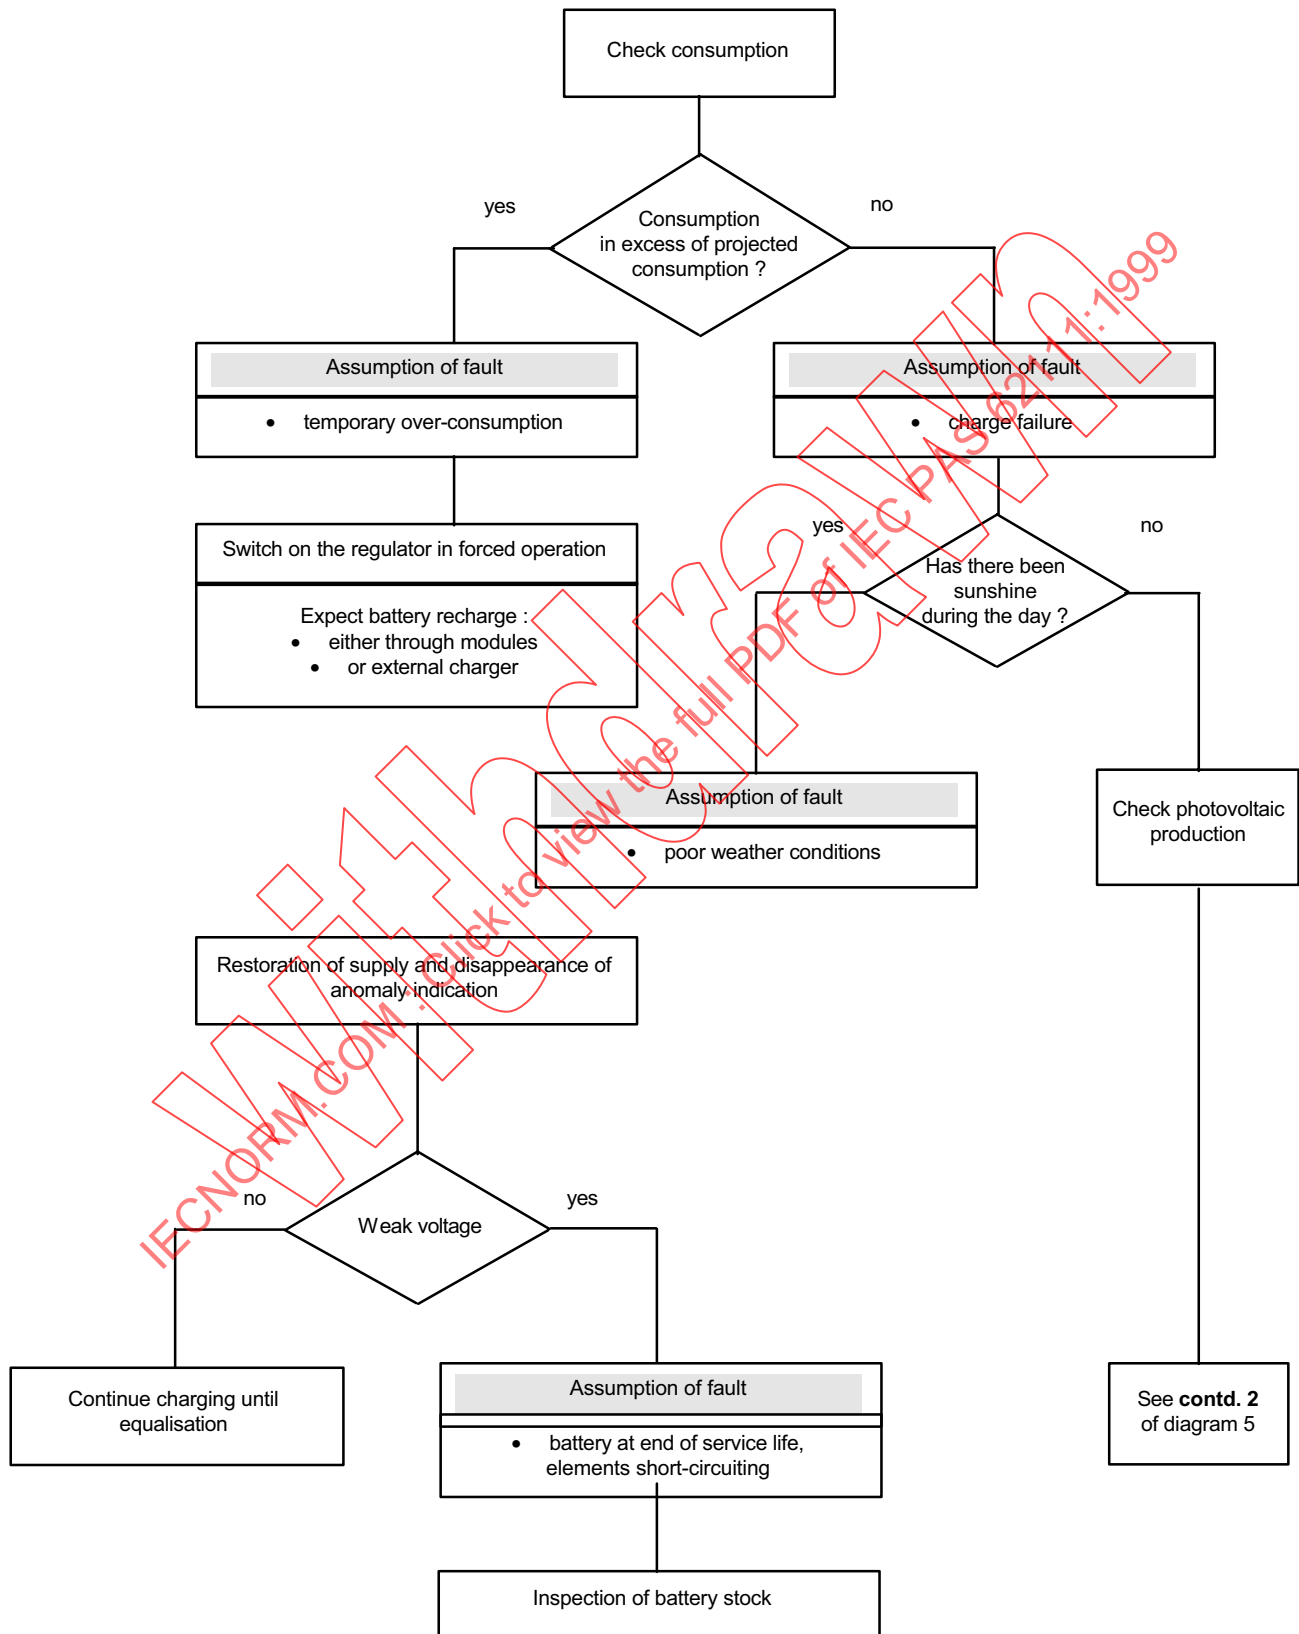 Check consumption
yes
no
Consumption
in excess of projected
consumption ?
Assumption of fault
• temporary over-consumption
Assumption of fault
• charge failure
Switch on the regulator in forced operation
Expect battery recharge :
• either through modules
• or external charger
yes
no
Has there been
sunshine
during the day ?
Assumption of fault
• poor weather conditions
Check photovoltaic
production
Restoration of supply and disappearance of
anomaly indication
no
yes
Weak voltage
Continue charging until
equalisation
Assumption of fault
• battery at end of service life,
elements short-circuiting
See contd. 2
of diagram 5
Inspection of battery stock
Withdrawn
IECNORM.COM : Click to view the full PDF of IEC PAS 62111:1999